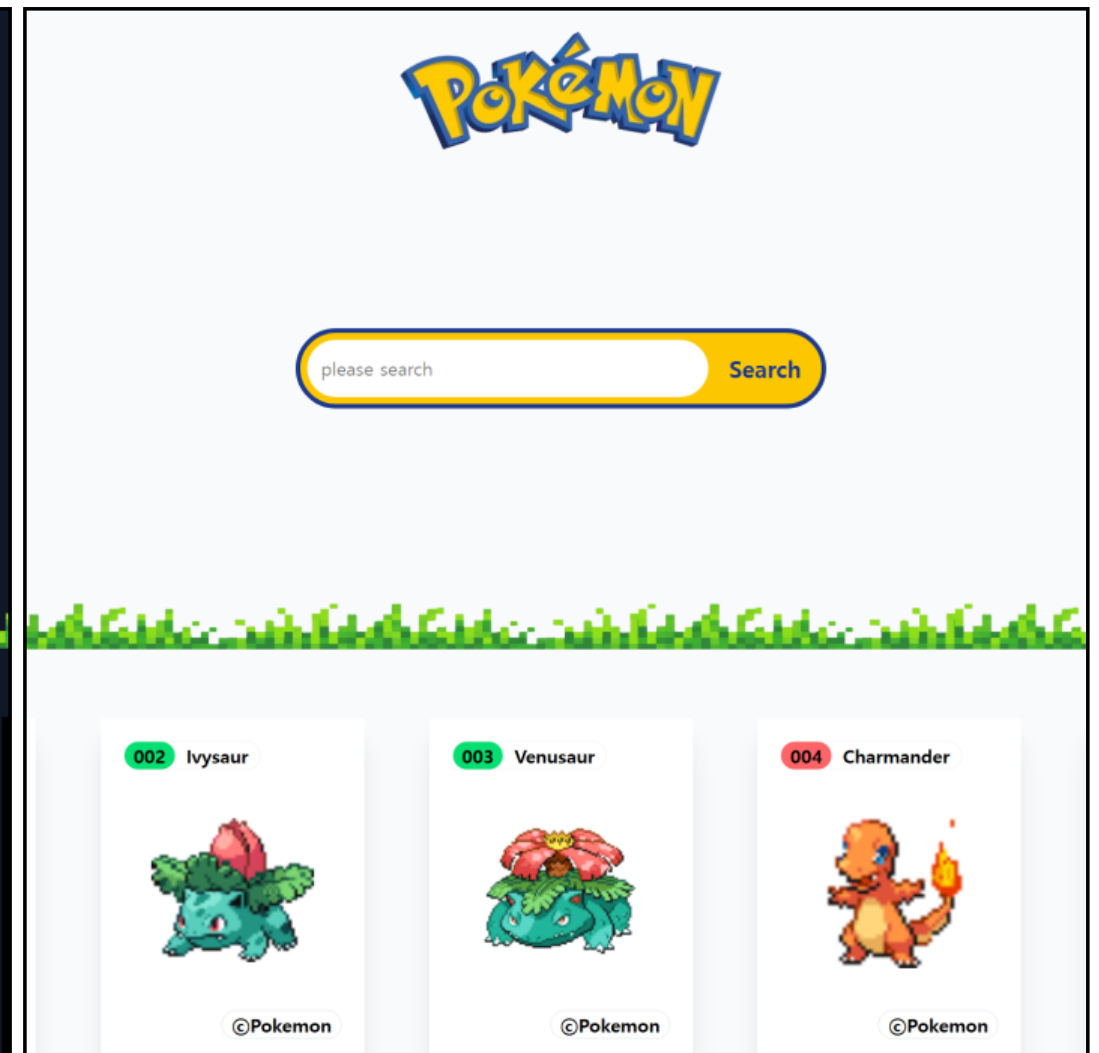 Pokémon
please search
Search
002 Ivysaur
003 Venusaur
004 Charmander
©Pokemon
©Pokemon
©Pokemon